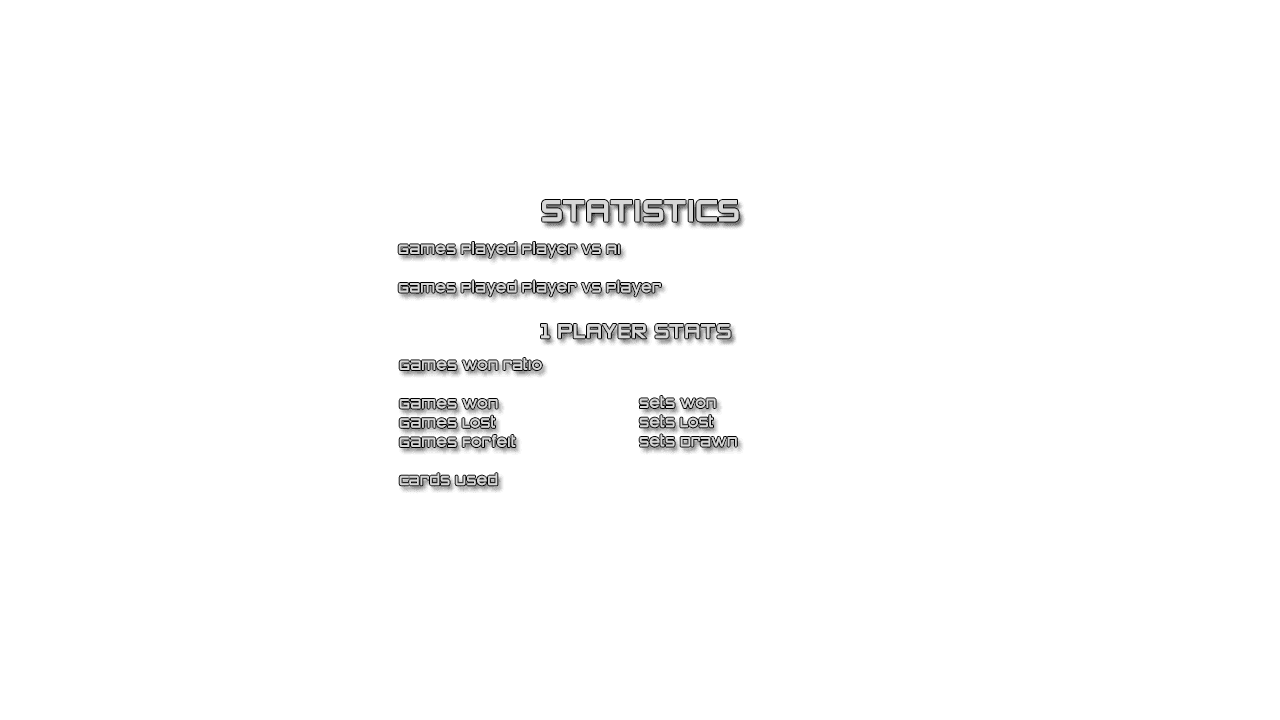 STATISTICS
Games Played Player vs AI
Games Played Player vs Player
1 PLAYER STATS
Games Won Ratio
Games Won
Sets Won
Games Lost
Sets Lost
Games Forfeit
Sets Drawn
Cards Used